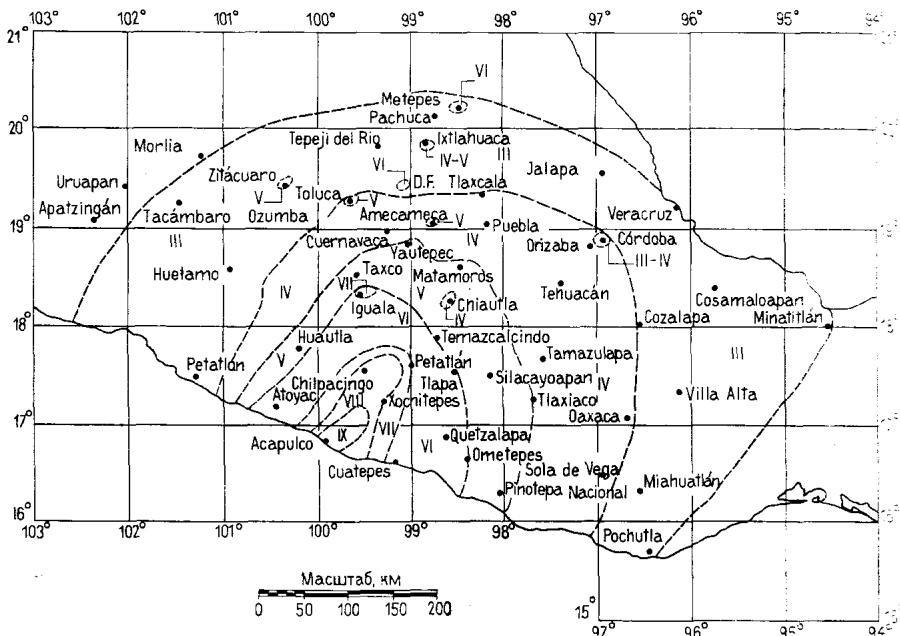 103° 102° 101° 100° 99° 98° 97° 96° 95° 94°
21°
VI
Metepes
Pachuca
20°
Tepeji del Rio
Ixtlahuaca
Morlia
IV-V
III
Zitácuaro
VI
Jalapa
Uruapan
V
Toluca
V
D.F.
Tlaxcala
Apatzingán
Tacámbaro
Ozumba
Amecameca
V
Veracruz
19°
Puebla
III
Cuernavaca
IV
Orizaba
Córdoba
Yautepec
III-IV
Huetamo
Taxco
Matamoros
VII
V
Tehuacán
IV
Chiautla
Cosamaloapan
Iguala
IV
Cozalapa
Minatitlán
18°
VI
Huautla
Ternazcalcindo
III
Petatlán
V
Petatlán
Tamazulapa
Chilpacingo
Tlapa
Silacayoapan
IV
Atoyac
VIII
Xochitepes
Tlaxiaco
Villa Alta
17°
Oaxaca
IX
VII
Acapulco
VI
Quetzalapa
Ometepes
Cuatepes
Sola de Vega
Pinotepa Nacional
Miahuatlán
16°
103° 102° 101° 100° 99° 98°
Pochutla
Масштаб, км
0 50 100 150 200
15°
97° 96° 95° 94°